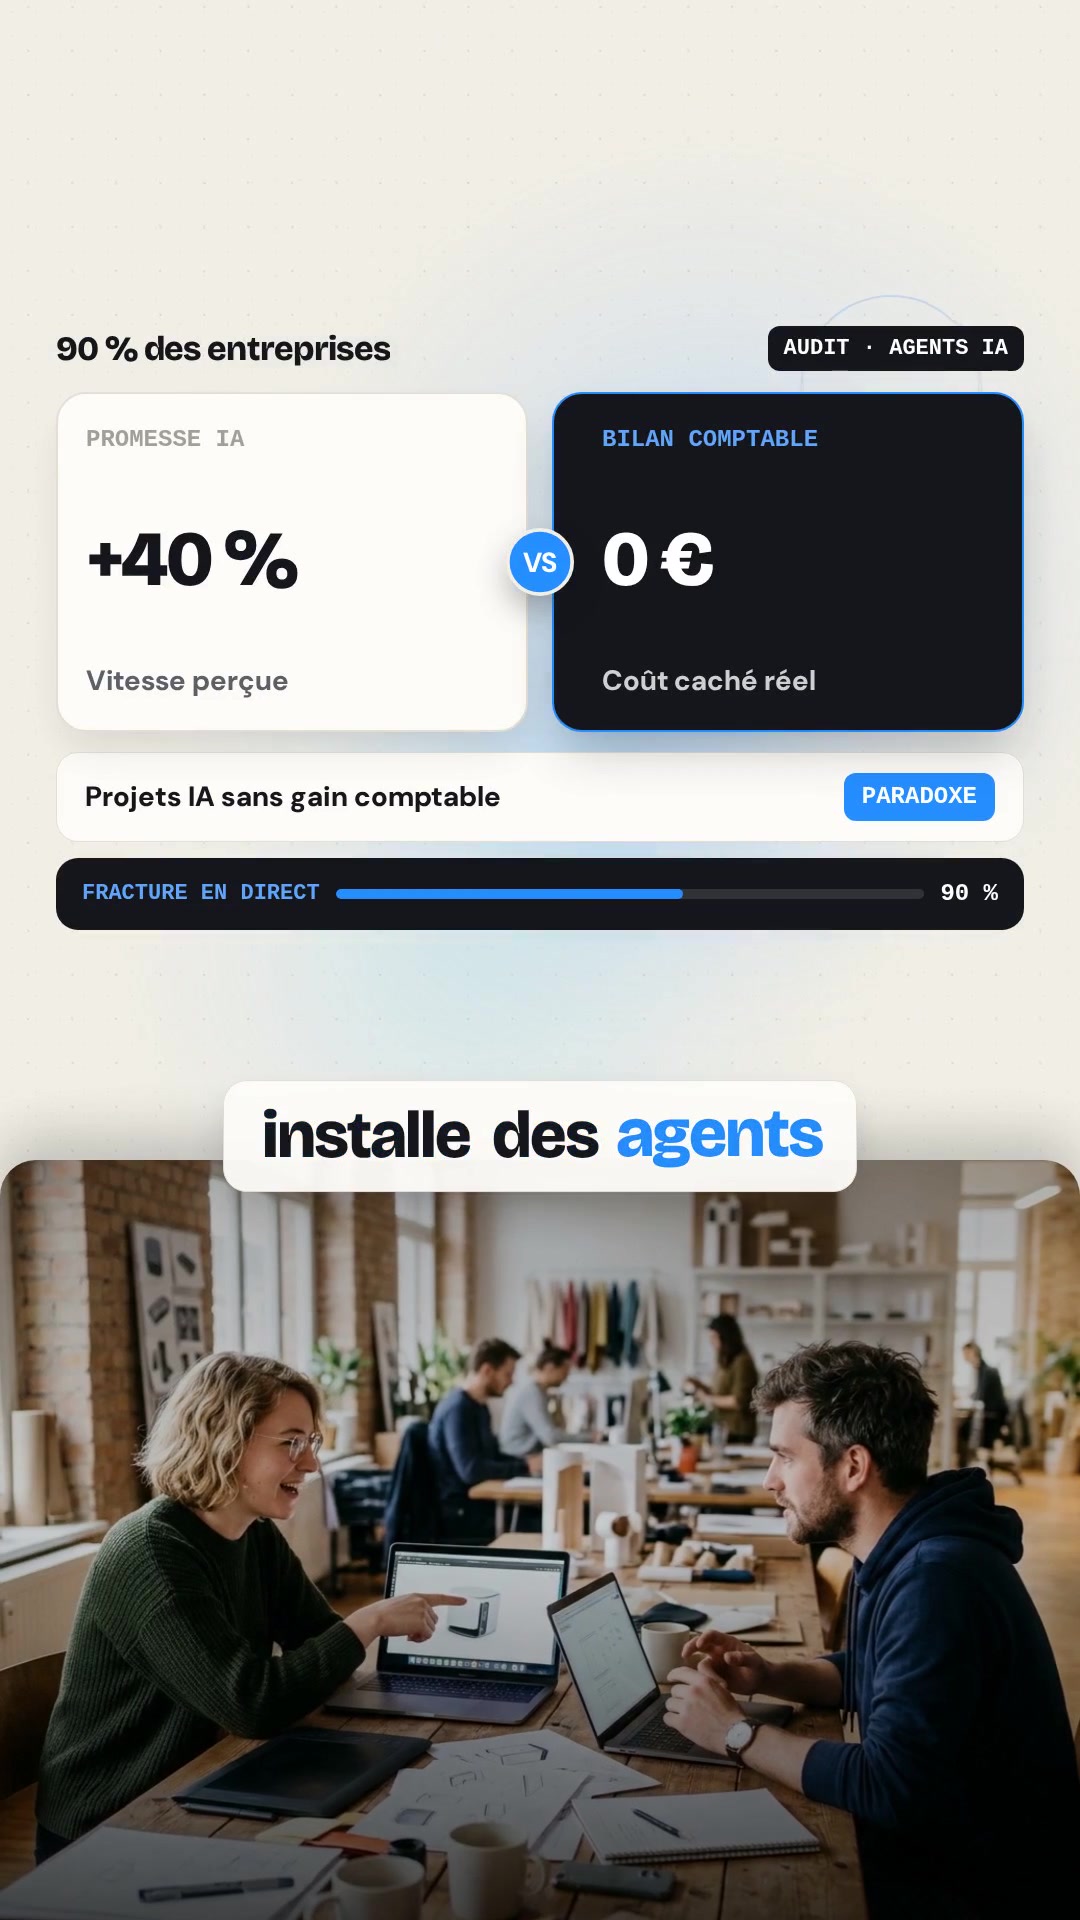 90 % des entreprises
AUDIT · AGENTS IA
PROMESSE IA
+40 %
Vitesse perçue
VS
BILAN COMPTABLE
0 €
Coût caché réel
Projets IA sans gain comptable
PARADOXE
FRACTURE EN DIRECT
90 %
installe des agents